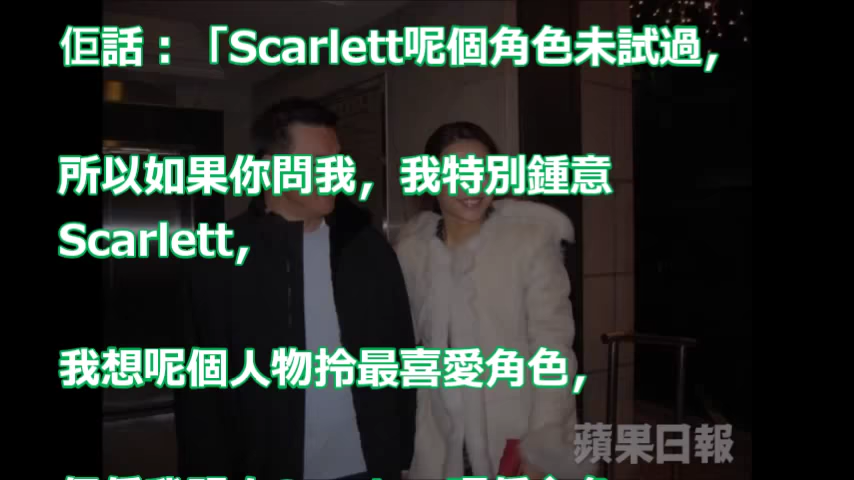 佢話：「Scarlett呢個角色未試過，
所以如果你問我，我特別鍾意
Scarlett，
我想呢個人物拎最喜愛角色，
蘋果日報